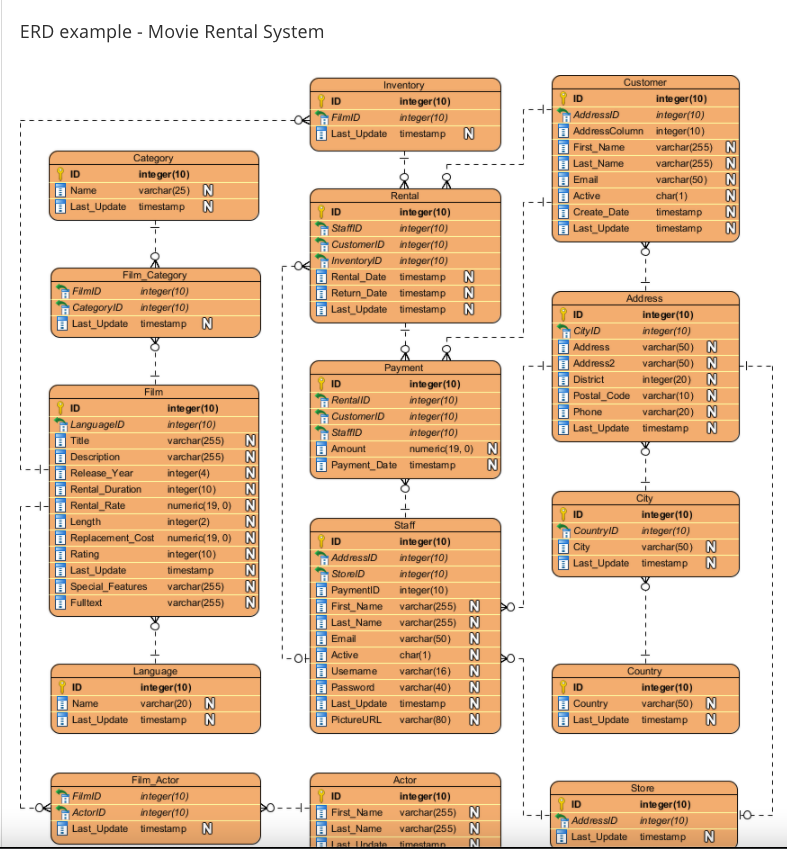 ERD example - Movie Rental System
Inventory
ID integer(10)
FilmID integer(10)
Last_Update timestamp N
Customer
ID integer(10)
AddressID integer(10)
AddressColumn integer(10)
First_Name varchar(255) N
Last_Name varchar(255) N
Email varchar(50) N
Active char(1) N
Create_Date timestamp N
Last_Update timestamp N
Category
ID integer(10)
Name varchar(25) N
Last_Update timestamp N
Rental
ID integer(10)
StaffID integer(10)
CustomerID integer(10)
InventoryID integer(10)
Rental_Date timestamp N
Return_Date timestamp N
Last_Update timestamp N
Film_Category
FilmID integer(10)
CategoryID integer(10)
Last_Update timestamp N
Address
ID integer(10)
CityID integer(10)
Address varchar(50) N
Address2 varchar(50) N
District integer(20) N
Postal_Code varchar(10) N
Phone varchar(20) N
Last_Update timestamp N
Payment
ID integer(10)
RentalID integer(10)
CustomerID integer(10)
StaffID integer(10)
Amount numeric(19, 0) N
Payment_Date timestamp N
Film
ID integer(10)
LanguageID integer(10)
Title varchar(255) N
Description varchar(255) N
Release_Year integer(4) N
Rental_Duration integer(10) N
Rental_Rate numeric(19, 0) N
Length integer(2) N
Replacement_Cost numeric(19, 0) N
Rating integer(10) N
Last_Update timestamp N
Special_Features varchar(255) N
Fulltext varchar(255) N
City
ID integer(10)
CountryID integer(10)
City varchar(50) N
Last_Update timestamp N
Staff
ID integer(10)
AddressID integer(10)
StoreID integer(10)
PaymentID integer(10)
First_Name varchar(255) N
Last_Name varchar(255) N
Email varchar(50) N
Active char(1) N
Username varchar(16) N
Password varchar(40) N
Last_Update timestamp N
PictureURL varchar(80) N
Language
ID integer(10)
Name varchar(20) N
Last_Update timestamp N
Country
ID integer(10)
Country varchar(50) N
Last_Update timestamp N
Film_Actor
FilmID integer(10)
ActorID integer(10)
Last_Update timestamp N
Actor
ID integer(10)
First_Name varchar(255) N
Last_Name varchar(255) N
Last_Update timestamp N
Store
ID integer(10)
AddressID integer(10)
Last_Update timestamp N